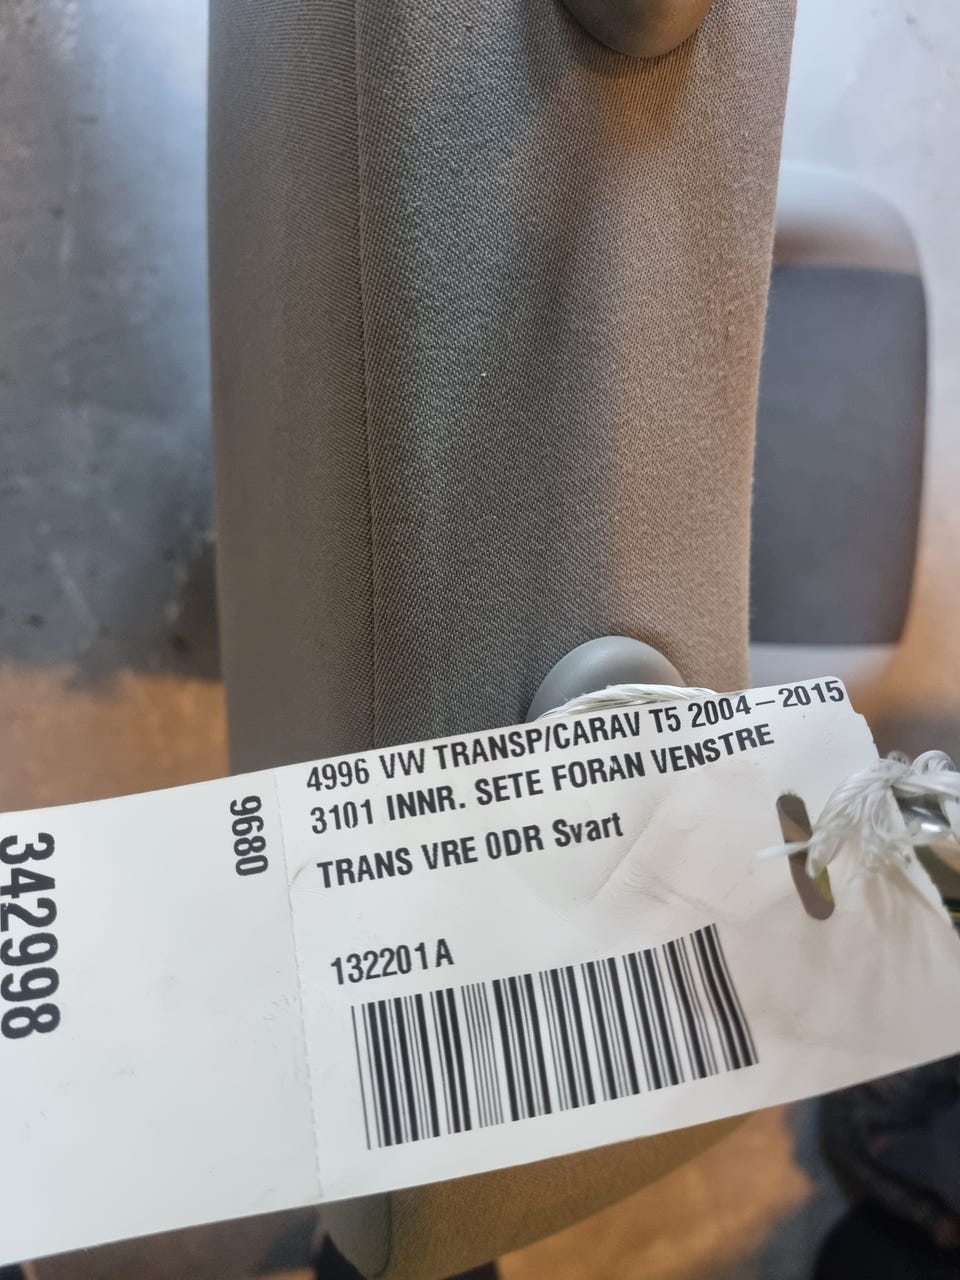 4996 VW TRANSP/CARAV T5 2004-2015
3101 INNR. SETE FORAN VENSTRE
TRANS VRE 0DR Svart
132201A
9680
342998